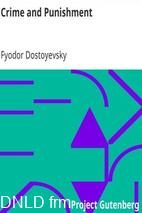 Crime and Punishment
Fyodor Dostoyevsky
DNLD frm Project Gutenberg